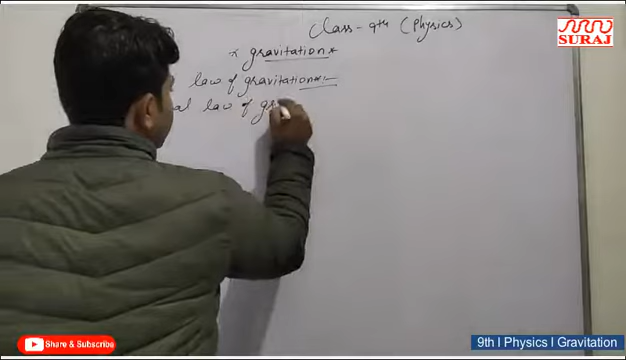 Class-9th (Physics)
* gravitation *
law of gravitation * :-
al law of gr
SURAJ
Share & Subscribe
9th I Physics I Gravitation